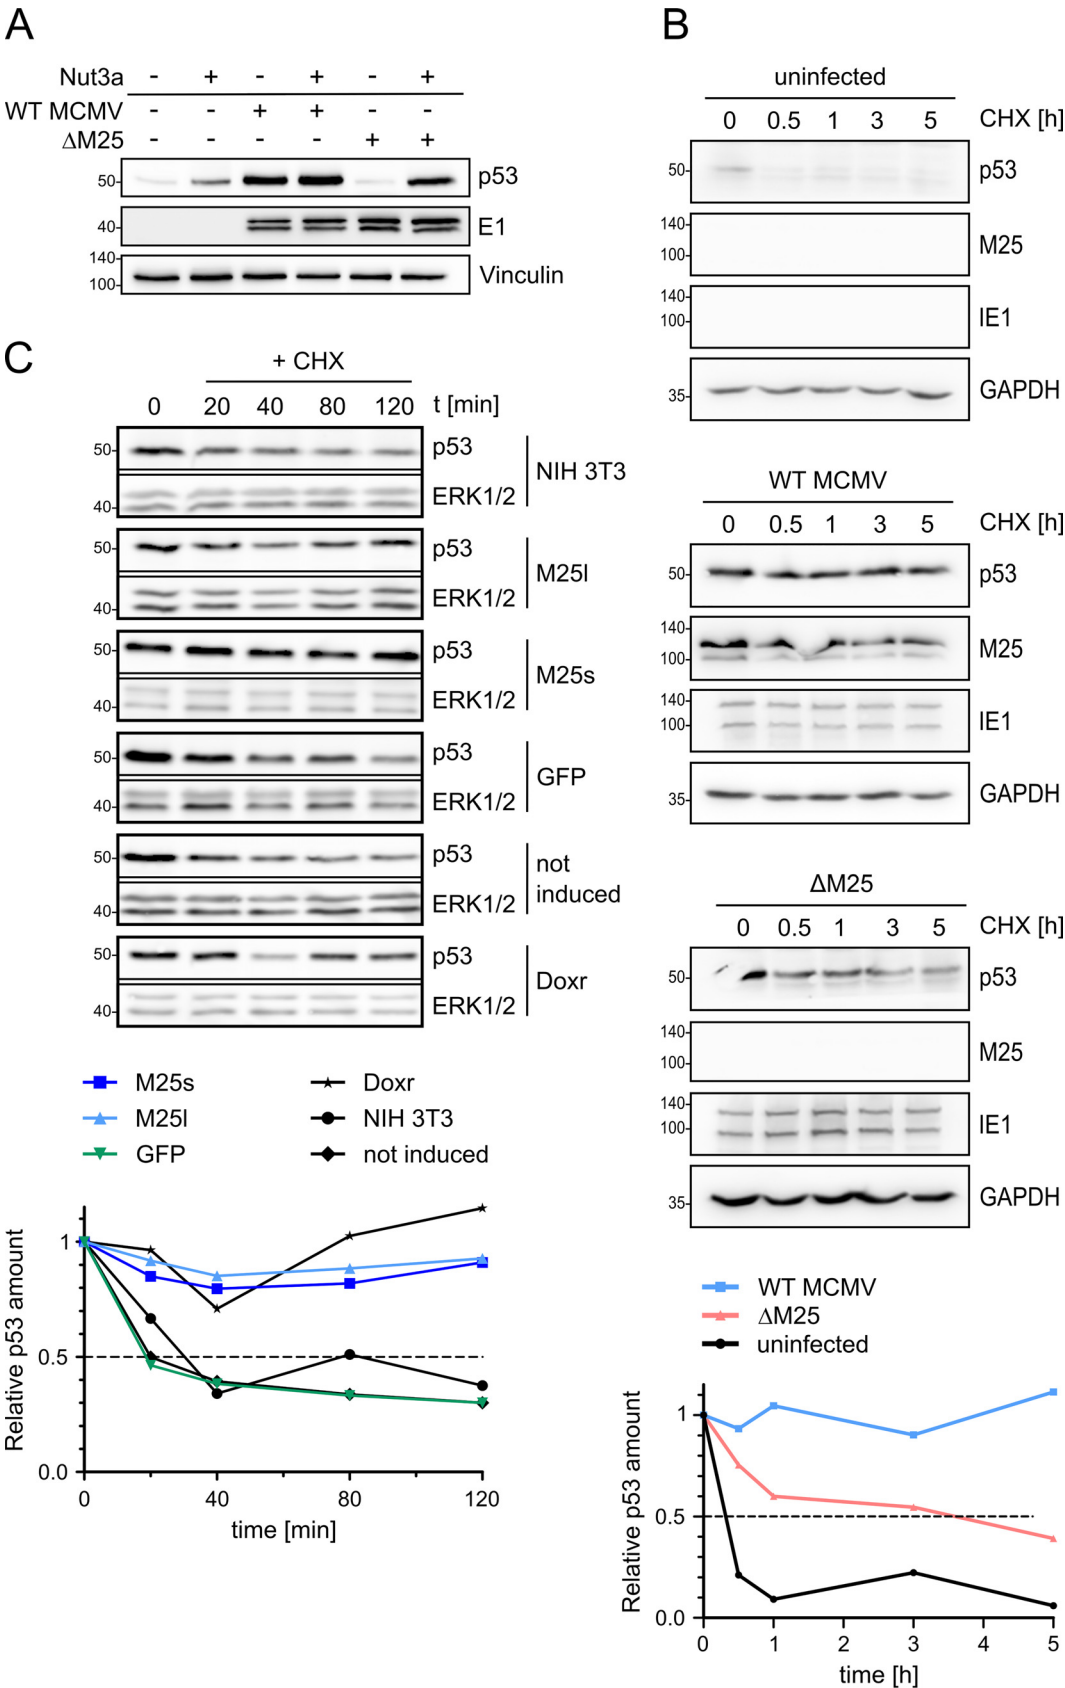 A
Nut3a - + - + - +
WT MCMV - - + + - -
ΔM25 - - - - + +
50- p53
40- E1
140-
100- Vinculin
B
uninfected
0 0.5 1 3 5 CHX [h]
50- p53
140-
100- M25
140-
100- IE1
35- GAPDH
WT MCMV
0 0.5 1 3 5 CHX [h]
50- p53
140-
100- M25
140-
100- IE1
35- GAPDH
ΔM25
0 0.5 1 3 5 CHX [h]
50- p53
140-
100- M25
140-
100- IE1
35- GAPDH
WT MCMV
ΔM25
uninfected
Relative p53 amount
1
0.5
0.0
0 1 2 3 4 5
time [h]
C
+ CHX
0 20 40 80 120 t [min]
50- p53
NIH 3T3
40- ERK1/2
50- p53
M25l
40- ERK1/2
50- p53
M25s
40- ERK1/2
50- p53
GFP
40- ERK1/2
50- p53
not
induced
40- ERK1/2
50- p53
Doxr
40- ERK1/2
M25s Doxr
M25l NIH 3T3
GFP not induced
Relative p53 amount
1
0.5
0.0
0 40 80 120
time [min]